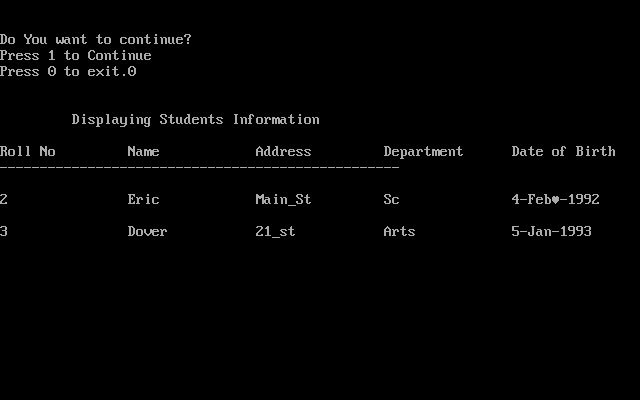 Do You want to continue?
Press 1 to Continue
Press 0 to exit.0
Displaying Students Information
Roll No Name Address Department Date of Birth
--------------------------------------------------
2 Eric Main_St Sc 4-Feb♥-1992
3 Dover 21_st Arts 5-Jan-1993